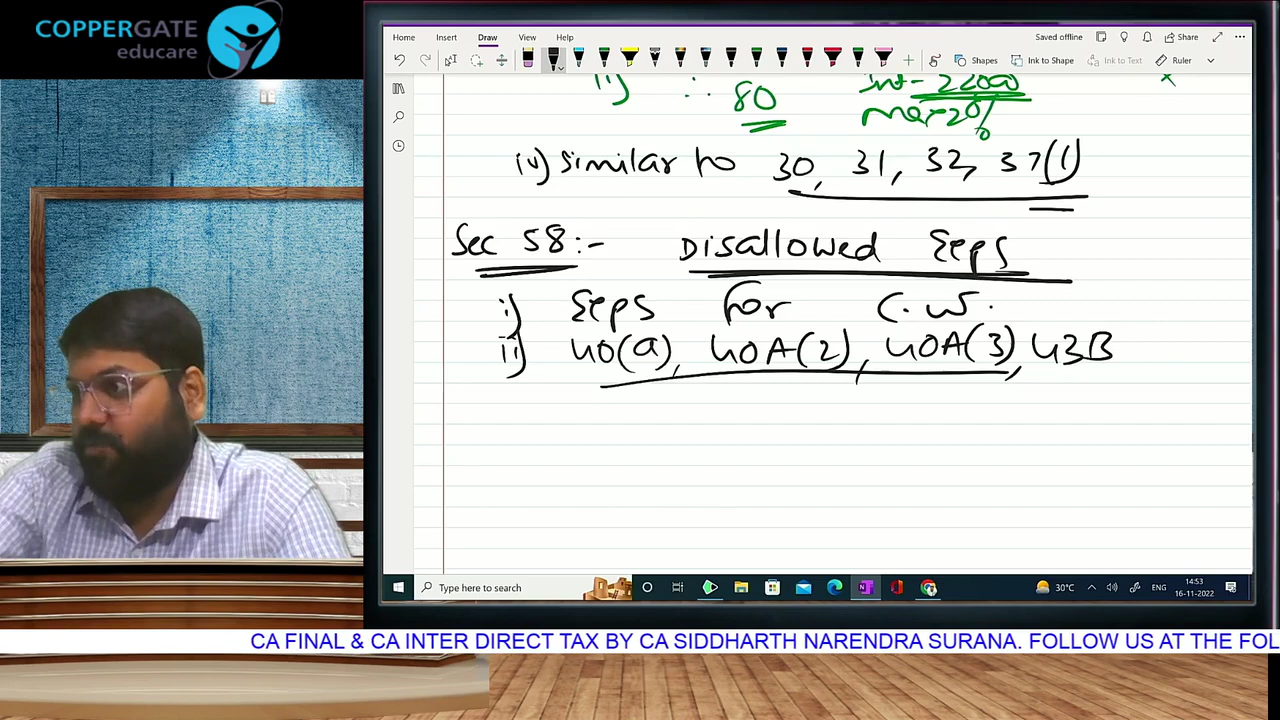 COPPERGATE
educare
Home Insert Draw View Help
Saved offline
Share
Shapes Ink to Shape Ink to Text Ruler
ii) ∴ 80 Int - 22000
max 20%
iv) Similar to 30, 31, 32, 37(1)
Sec 58:- Disallowed Exps
i) Exps for C.W.
ii) 40(a), 40A(2), 40A(3), 43B
Type here to search
30°C
ENG
14:53
16-11-2022
CA FINAL & CA INTER DIRECT TAX BY CA SIDDHARTH NARENDRA SURANA. FOLLOW US AT THE FOL